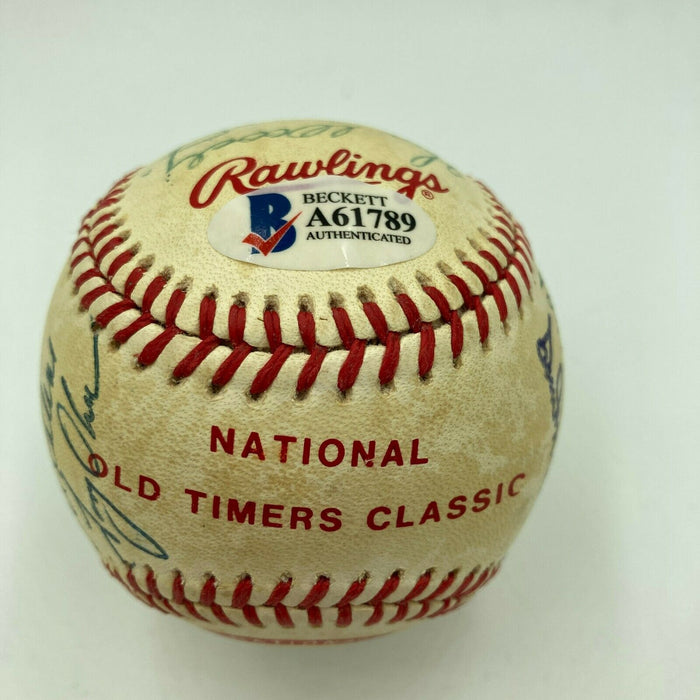 Rawlings®
BECKETT
A61789
AUTHENTICATED
NATIONAL
OLD TIMERS CLASSIC